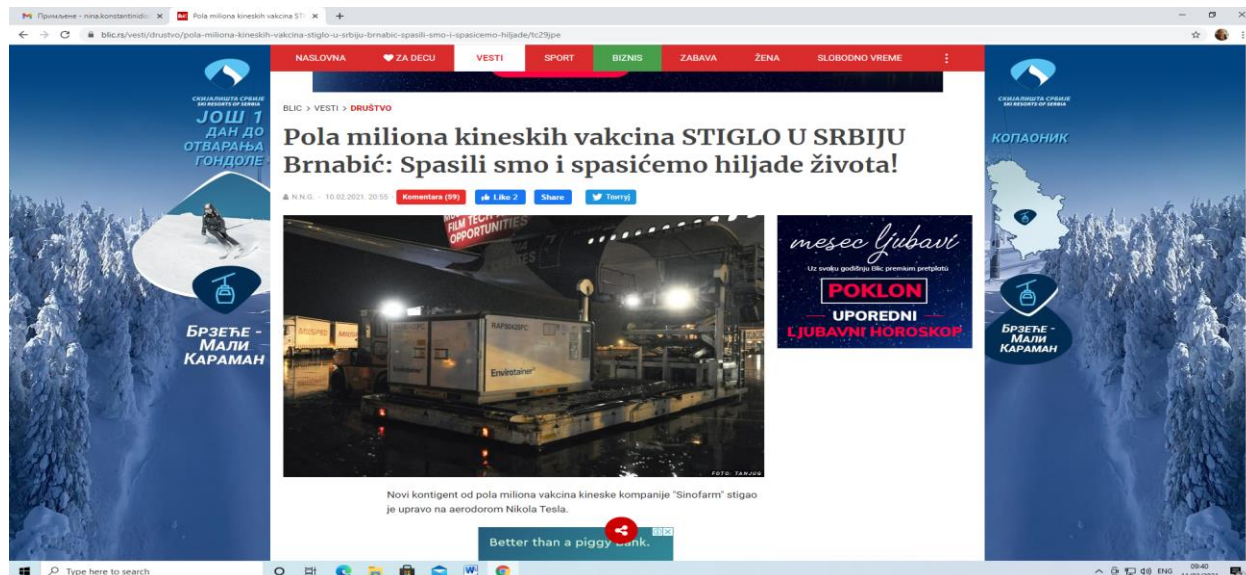 Примљене - nina.konstantinidis
Pola miliona kineskih vakcina STI
blic.rs/vesti/drustvo/pola-miliona-kineskih-vakcina-stiglo-u-srbiju-brnabic-spasili-smo-i-spasicemo-hiljade/tc29jpe
NASLOVNA ZA DECU VESTI SPORT BIZNIS ZABAVA ŽENA SLOBODNO VREME
СКИЈАЛИШТА СРБИЈЕ
SKI RESORTS OF SERBIA
ЈОШ 1
ДАН ДО
ОТВАРАЊА
ГОНДОЛЕ
БРЗЕЋЕ -
МАЛИ
КАРАМАН
BLIC > VESTI > DRUŠTVO
Pola miliona kineskih vakcina STIGLO U SRBIJU
Brnabić: Spasili smo i spasićemo hiljade života!
N.N.G. - 10.02.2021. 20:55 Komentara (59) Like 2 Share Твитуј
FILM TECH
OPPORTUNITIES
RAP80420PC
Envirotainer
FOTO: TANJUG
Novi kontigent od pola miliona vakcina kineske kompanije "Sinofarm" stigao
je upravo na aerodorom Nikola Tesla.
Better than a piggy bank.
mesec ljubavi
Uz svaku godišnju Blic premium pretplatu
POKLON
UPOREDNI
LJUBAVNI HOROSKOP
СКИЈАЛИШТА СРБИЈЕ
SKI RESORTS OF SERBIA
КОПАОНИК
БРЗЕЋЕ -
МАЛИ
КАРАМАН
Type here to search
ENG
09:40